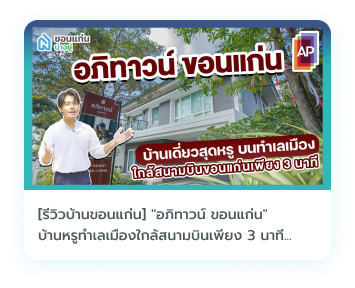 ขอนแก่น
น่าอยู่
อภิทาวน์ ขอนแก่น
AP
อภิทาวน์
บ้านเดี่ยวสุดหรู บนทำเลเมือง
ใกล้สนามบินขอนแก่นเพียง 3 นาที
[รีวิวบ้านขอนแก่น] "อภิทาวน์ ขอนแก่น"
บ้านหรูทำเลเมืองใกล้สนามบินเพียง 3 นาที...